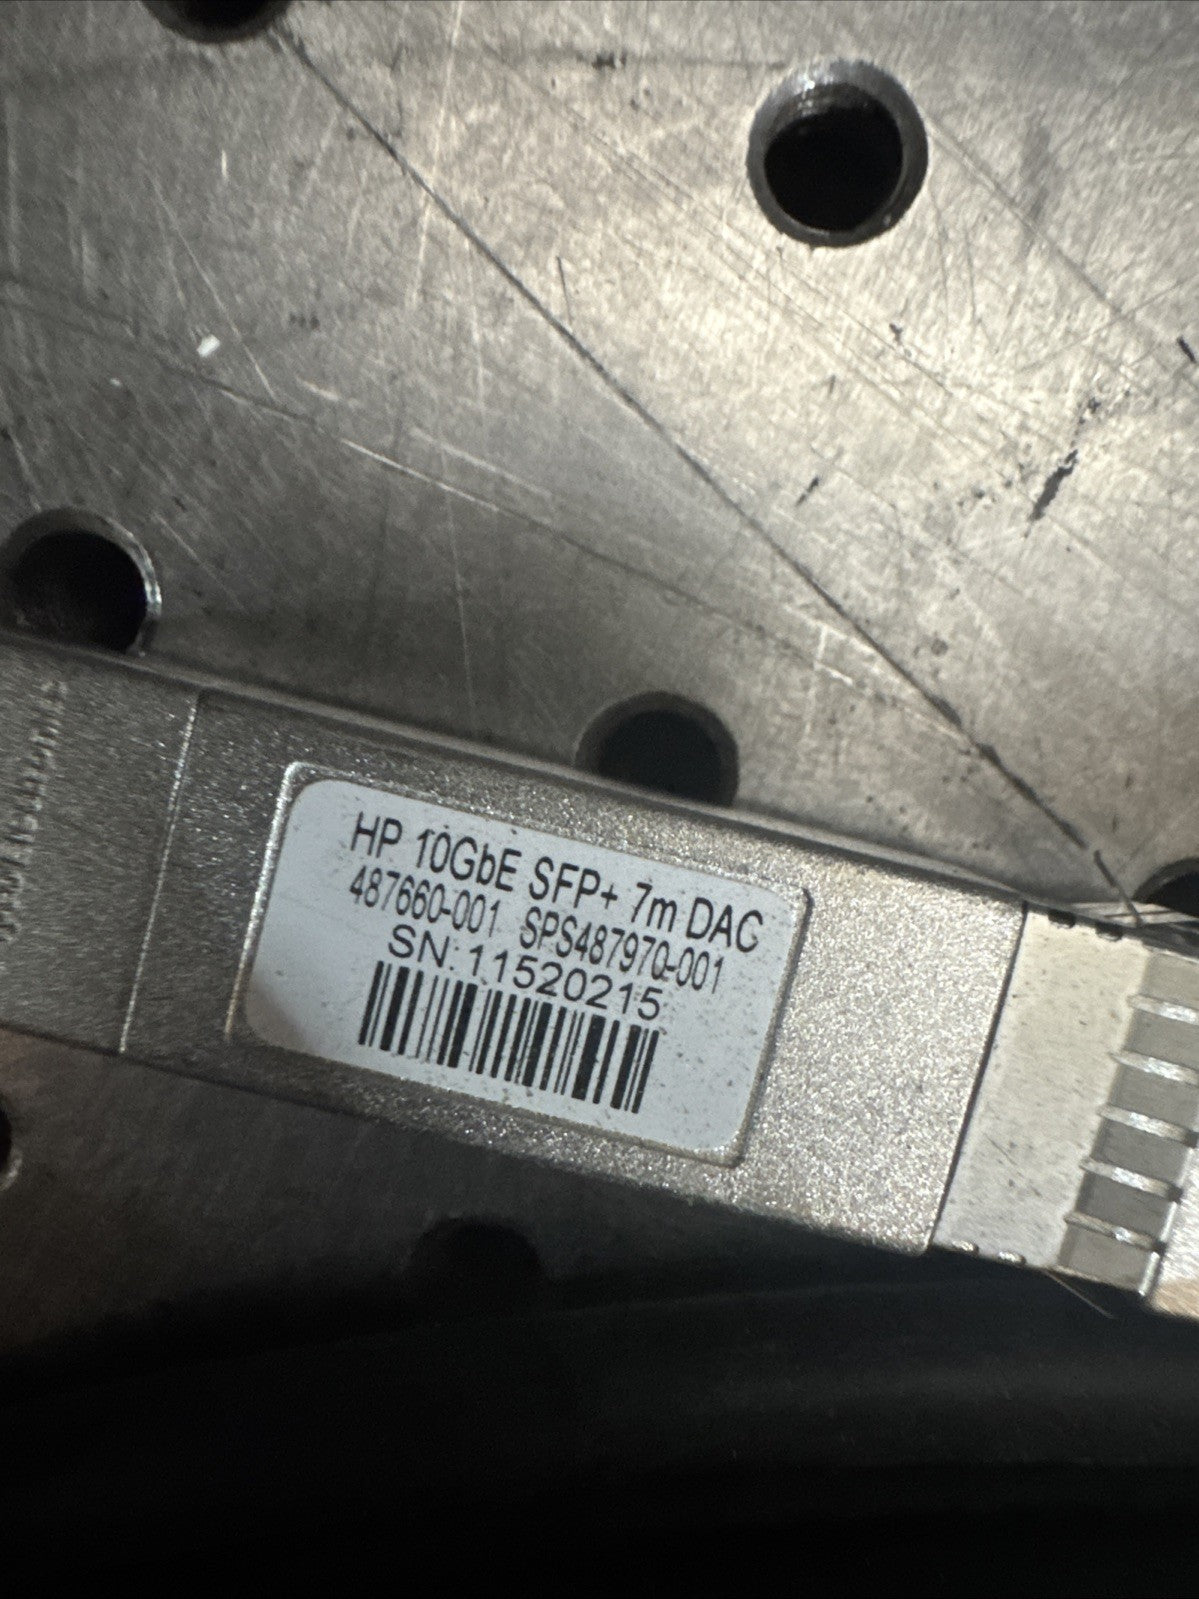 HP 10GbE SFP+ 7m DAC
487660-001 SPS487970-001
SN:11520215